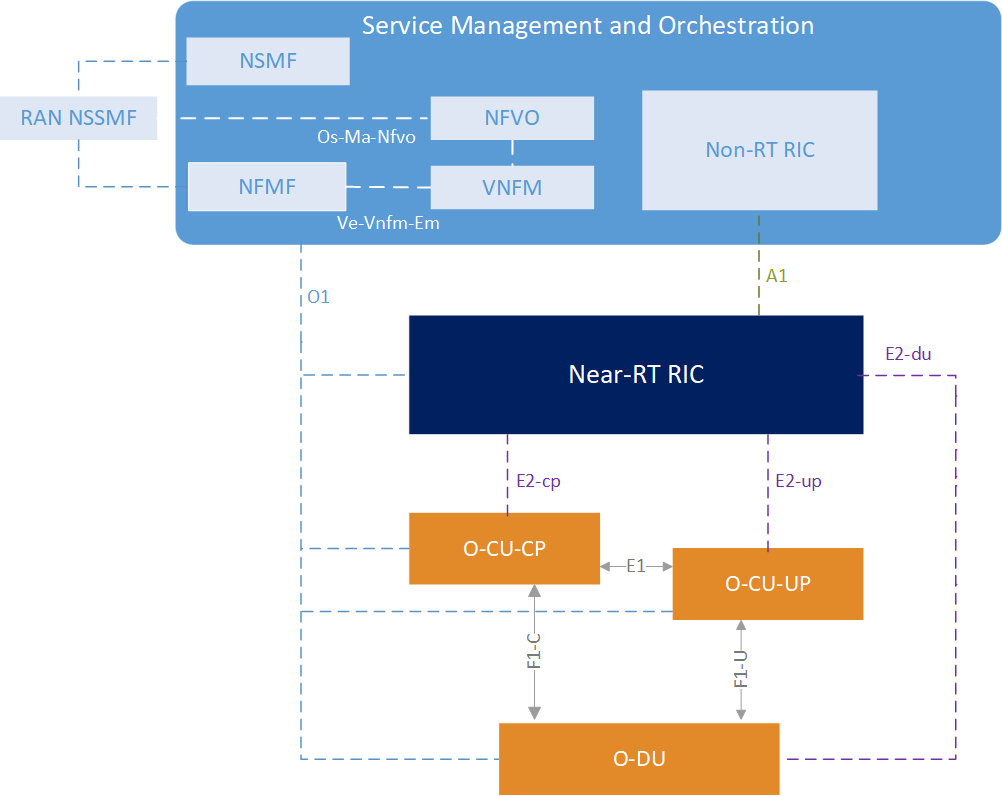 Service Management and Orchestration
NSMF
RAN NSSMF
NFVO
Os-Ma-Nfvo
Non-RT RIC
NFMF
VNFM
Ve-Vnfm-Em
A1
O1
Near-RT RIC
E2-du
E2-cp
E2-up
O-CU-CP
E1
O-CU-UP
F1-C
F1-U
O-DU